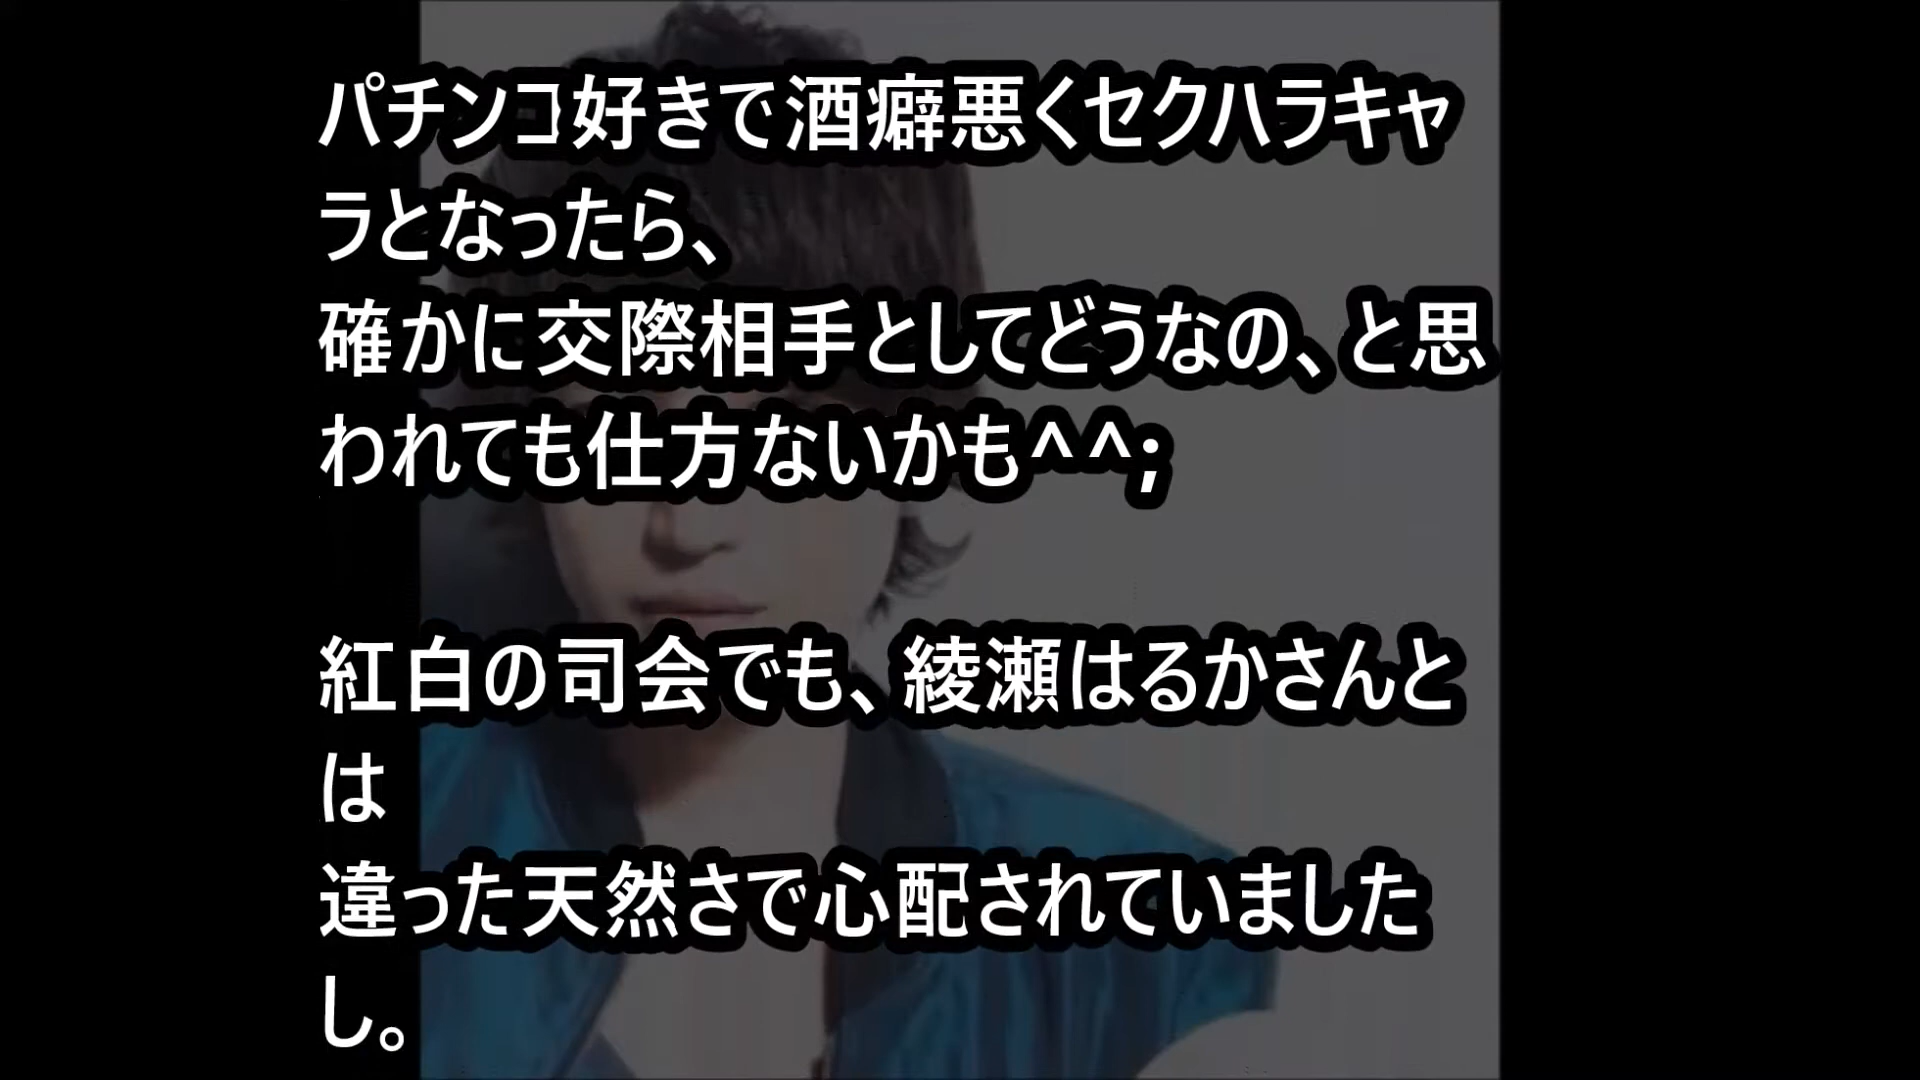 パチンコ好きで酒癖悪くセクハラキャ
ラとなったら、
確かに交際相手としてどうなの、と思
われても仕方ないかも^^;
紅白の司会でも、綾瀬はるかさんと
は
違った天然さで心配されていました
し。